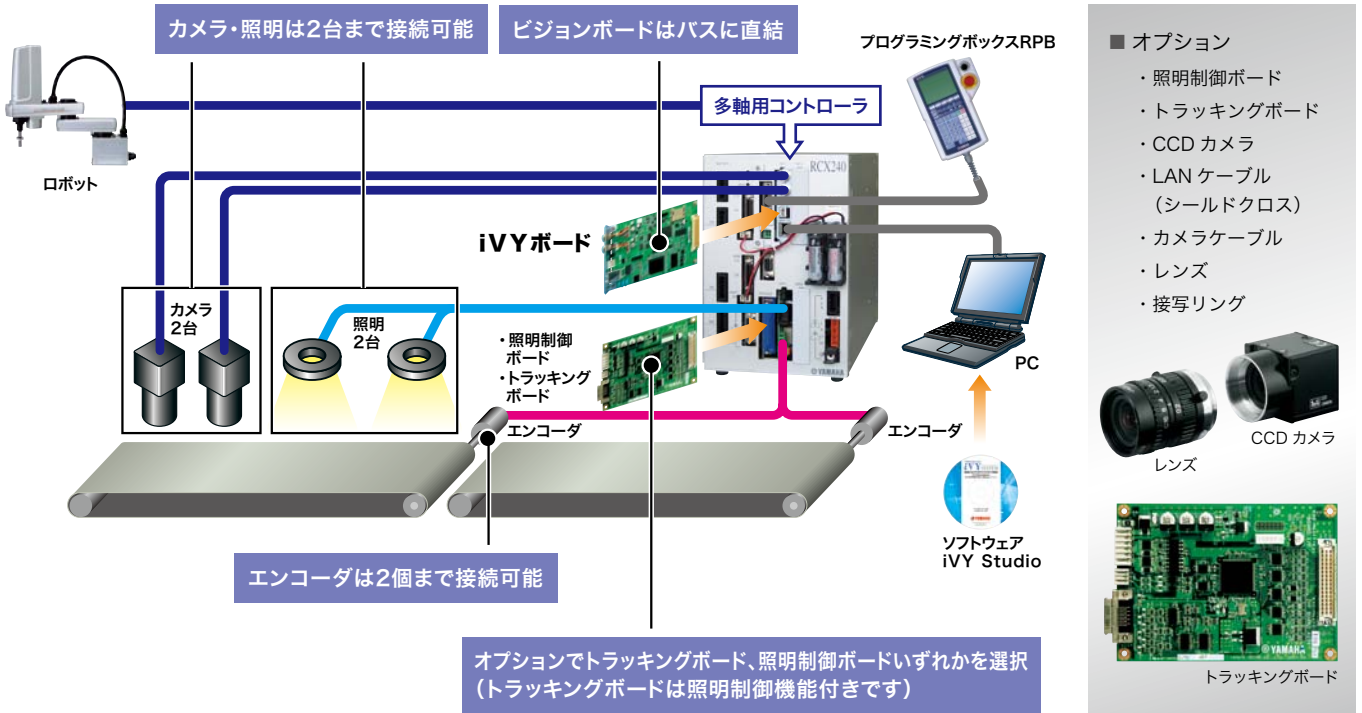 カメラ・照明は2台まで接続可能
ビジョンボードはバスに直結
プログラミングボックスRPB
多軸用コントローラ
ロボット
RCX240
iVYボード
カメラ
2台
照明
2台
・照明制御
ボード
・トラッキング
ボード
YAMAHA
PC
エンコーダ
エンコーダ
iVY
ソフトウェア
iVY Studio
エンコーダは2個まで接続可能
オプションでトラッキングボード、照明制御ボードいずれかを選択
（トラッキングボードは照明制御機能付きです）
■ オプション
・照明制御ボード
・トラッキングボード
・CCD カメラ
・LAN ケーブル
（シールドクロス）
・カメラケーブル
・レンズ
・接写リング
CCD カメラ
レンズ
YAMAHA
トラッキングボード